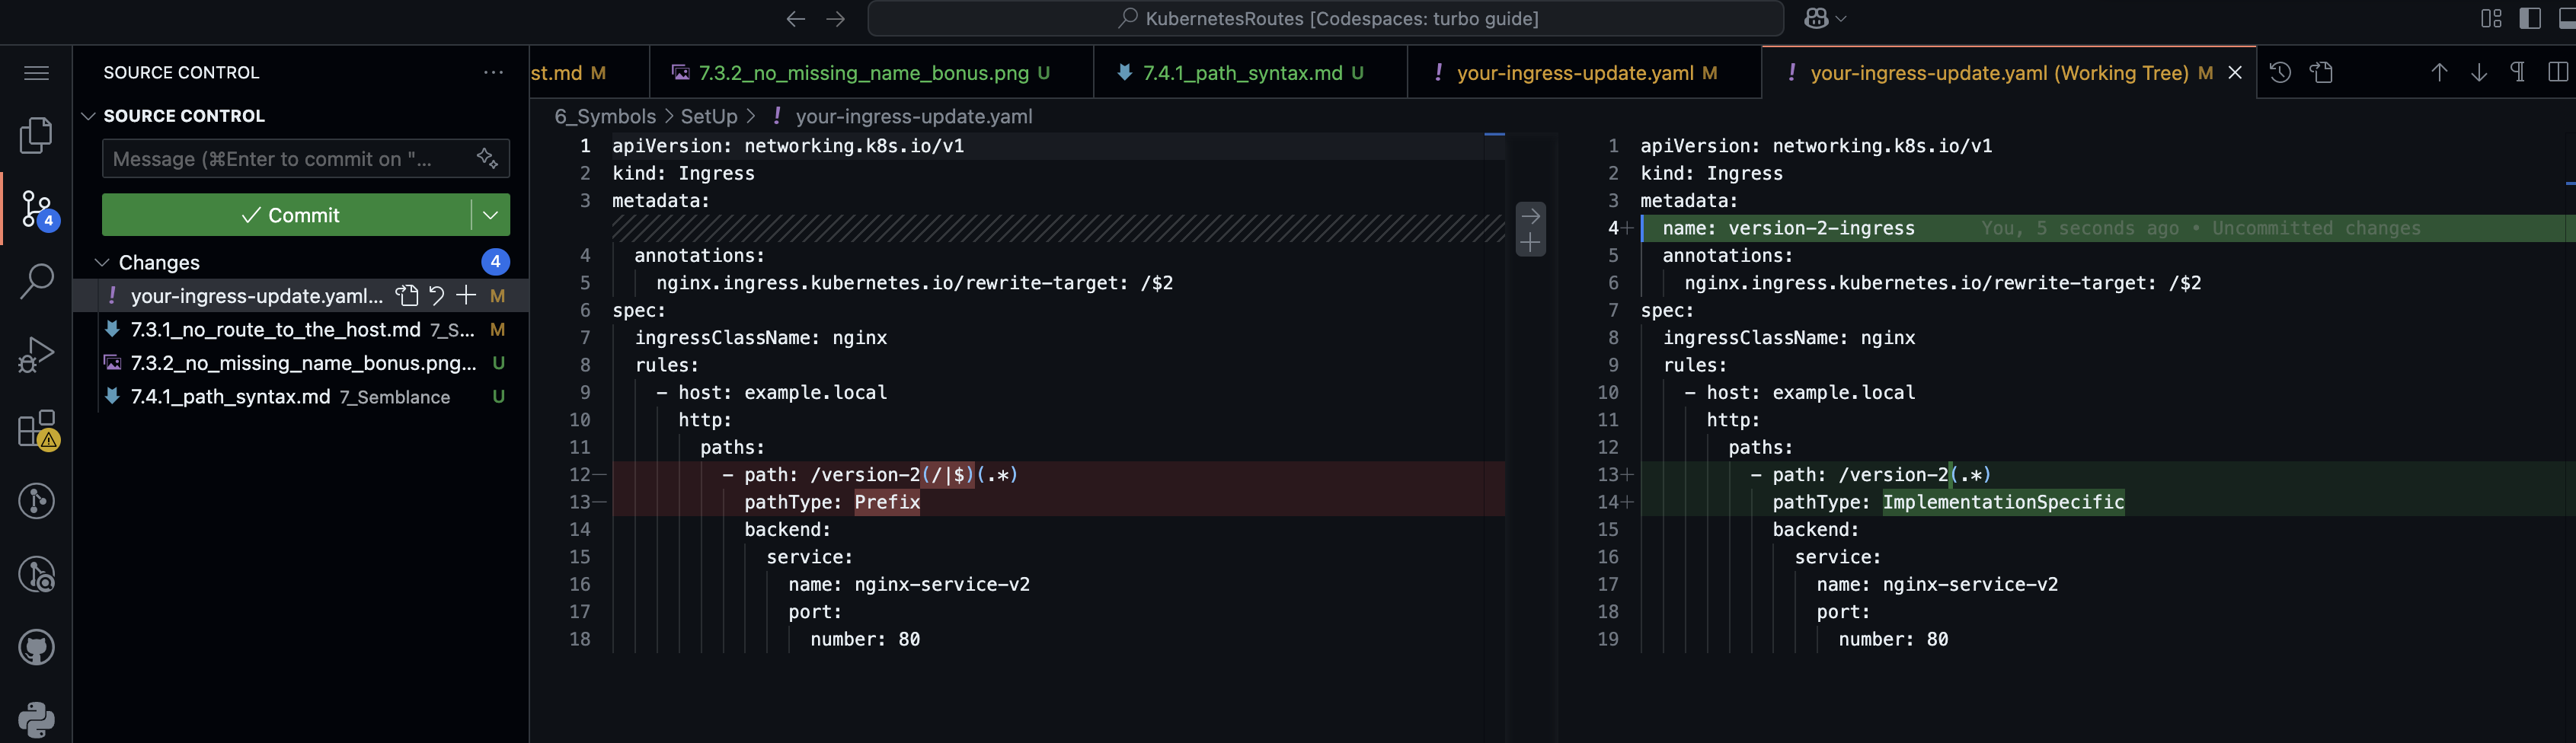 KubernetesRoutes [Codespaces: turbo guide]
SOURCE CONTROL
st.md M
7.3.2_no_missing_name_bonus.png U
7.4.1_path_syntax.md U
! your-ingress-update.yaml M
! your-ingress-update.yaml (Working Tree) M
SOURCE CONTROL
Message (⌘Enter to commit on "...
Commit
Changes 4
! your-ingress-update.yaml... M
7.3.1_no_route_to_the_host.md 7_S... M
7.3.2_no_missing_name_bonus.png... U
7.4.1_path_syntax.md 7_Semblance U
4
6_Symbols > SetUp > ! your-ingress-update.yaml
1 apiVersion: networking.k8s.io/v1
2 kind: Ingress
3 metadata:
4 annotations:
5 nginx.ingress.kubernetes.io/rewrite-target: /$2
6 spec:
7 ingressClassName: nginx
8 rules:
9 - host: example.local
10 http:
11 paths:
12— - path: /version-2(/|$)(.*)
13— pathType: Prefix
14 backend:
15 service:
16 name: nginx-service-v2
17 port:
18 number: 80
1 apiVersion: networking.k8s.io/v1
2 kind: Ingress
3 metadata:
4+ name: version-2-ingress You, 5 seconds ago • Uncommitted changes
5 annotations:
6 nginx.ingress.kubernetes.io/rewrite-target: /$2
7 spec:
8 ingressClassName: nginx
9 rules:
10 - host: example.local
11 http:
12 paths:
13+ - path: /version-2(.*)
14+ pathType: ImplementationSpecific
15 backend:
16 service:
17 name: nginx-service-v2
18 port:
19 number: 80